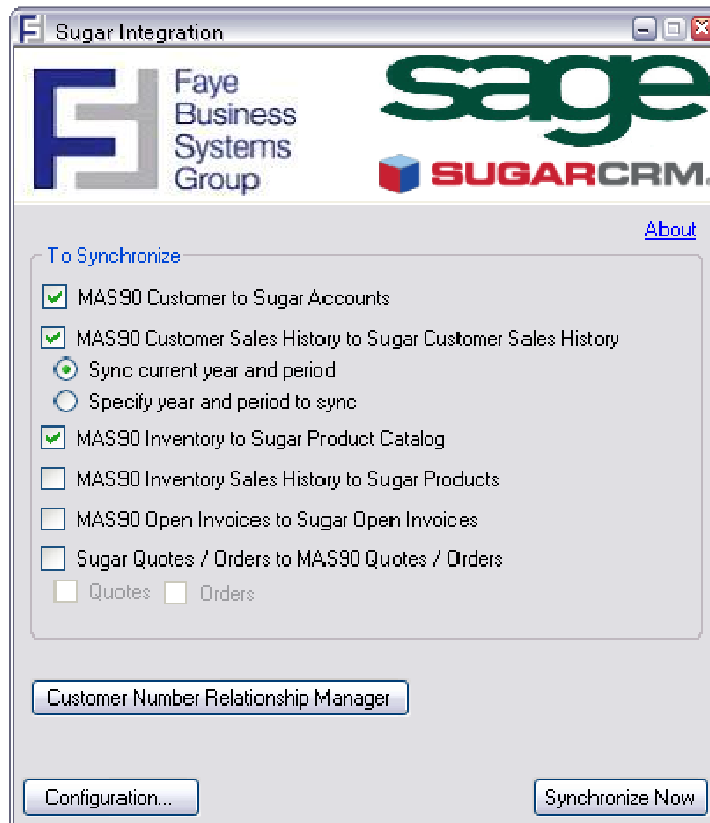 Sugar Integration
Faye
Business
Systems
Group
sage
SUGARCRM.
About
To Synchronize
MAS90 Customer to Sugar Accounts
MAS90 Customer Sales History to Sugar Customer Sales History
Sync current year and period
Specify year and period to sync
MAS90 Inventory to Sugar Product Catalog
MAS90 Inventory Sales History to Sugar Products
MAS90 Open Invoices to Sugar Open Invoices
Sugar Quotes / Orders to MAS90 Quotes / Orders
Quotes Orders
Customer Number Relationship Manager
Configuration... Synchronize Now